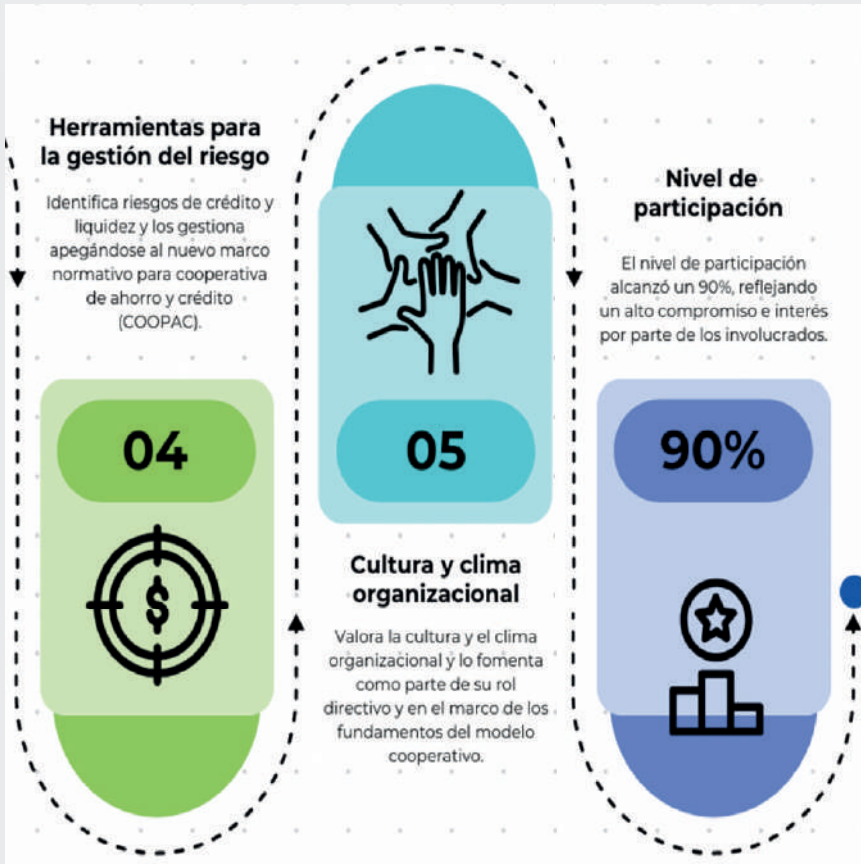 Herramientas para
la gestión del riesgo
Identifica riesgos de crédito y
liquidez y los gestiona
apegándose al nuevo marco
normativo para cooperativa
de ahorro y crédito
(COOPAC).
04
$
05
Cultura y clima
organizacional
Valora la cultura y el clima
organizacional y lo fomenta
como parte de su rol
directivo y en el marco de los
fundamentos del modelo
cooperativo.
Nivel de
participación
El nivel de participación
alcanzó un 90%, reflejando
un alto compromiso e interés
por parte de los involucrados.
90%